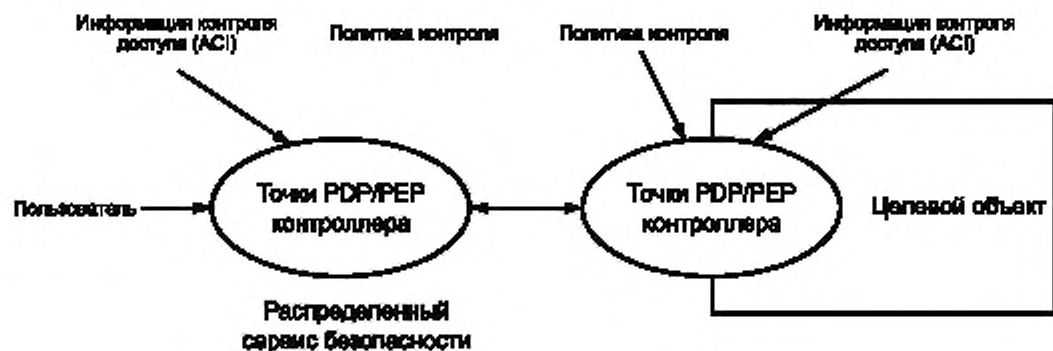 Информация контроля
доступа (ACI)
Политика контроля
Политика контроля
Информация контроля
доступа (ACI)
Пользователь
Точки PDP/PEP
контроллера
Точки PDP/PEP
контроллера
Целевой объект
Распределенный
сервис безопасности